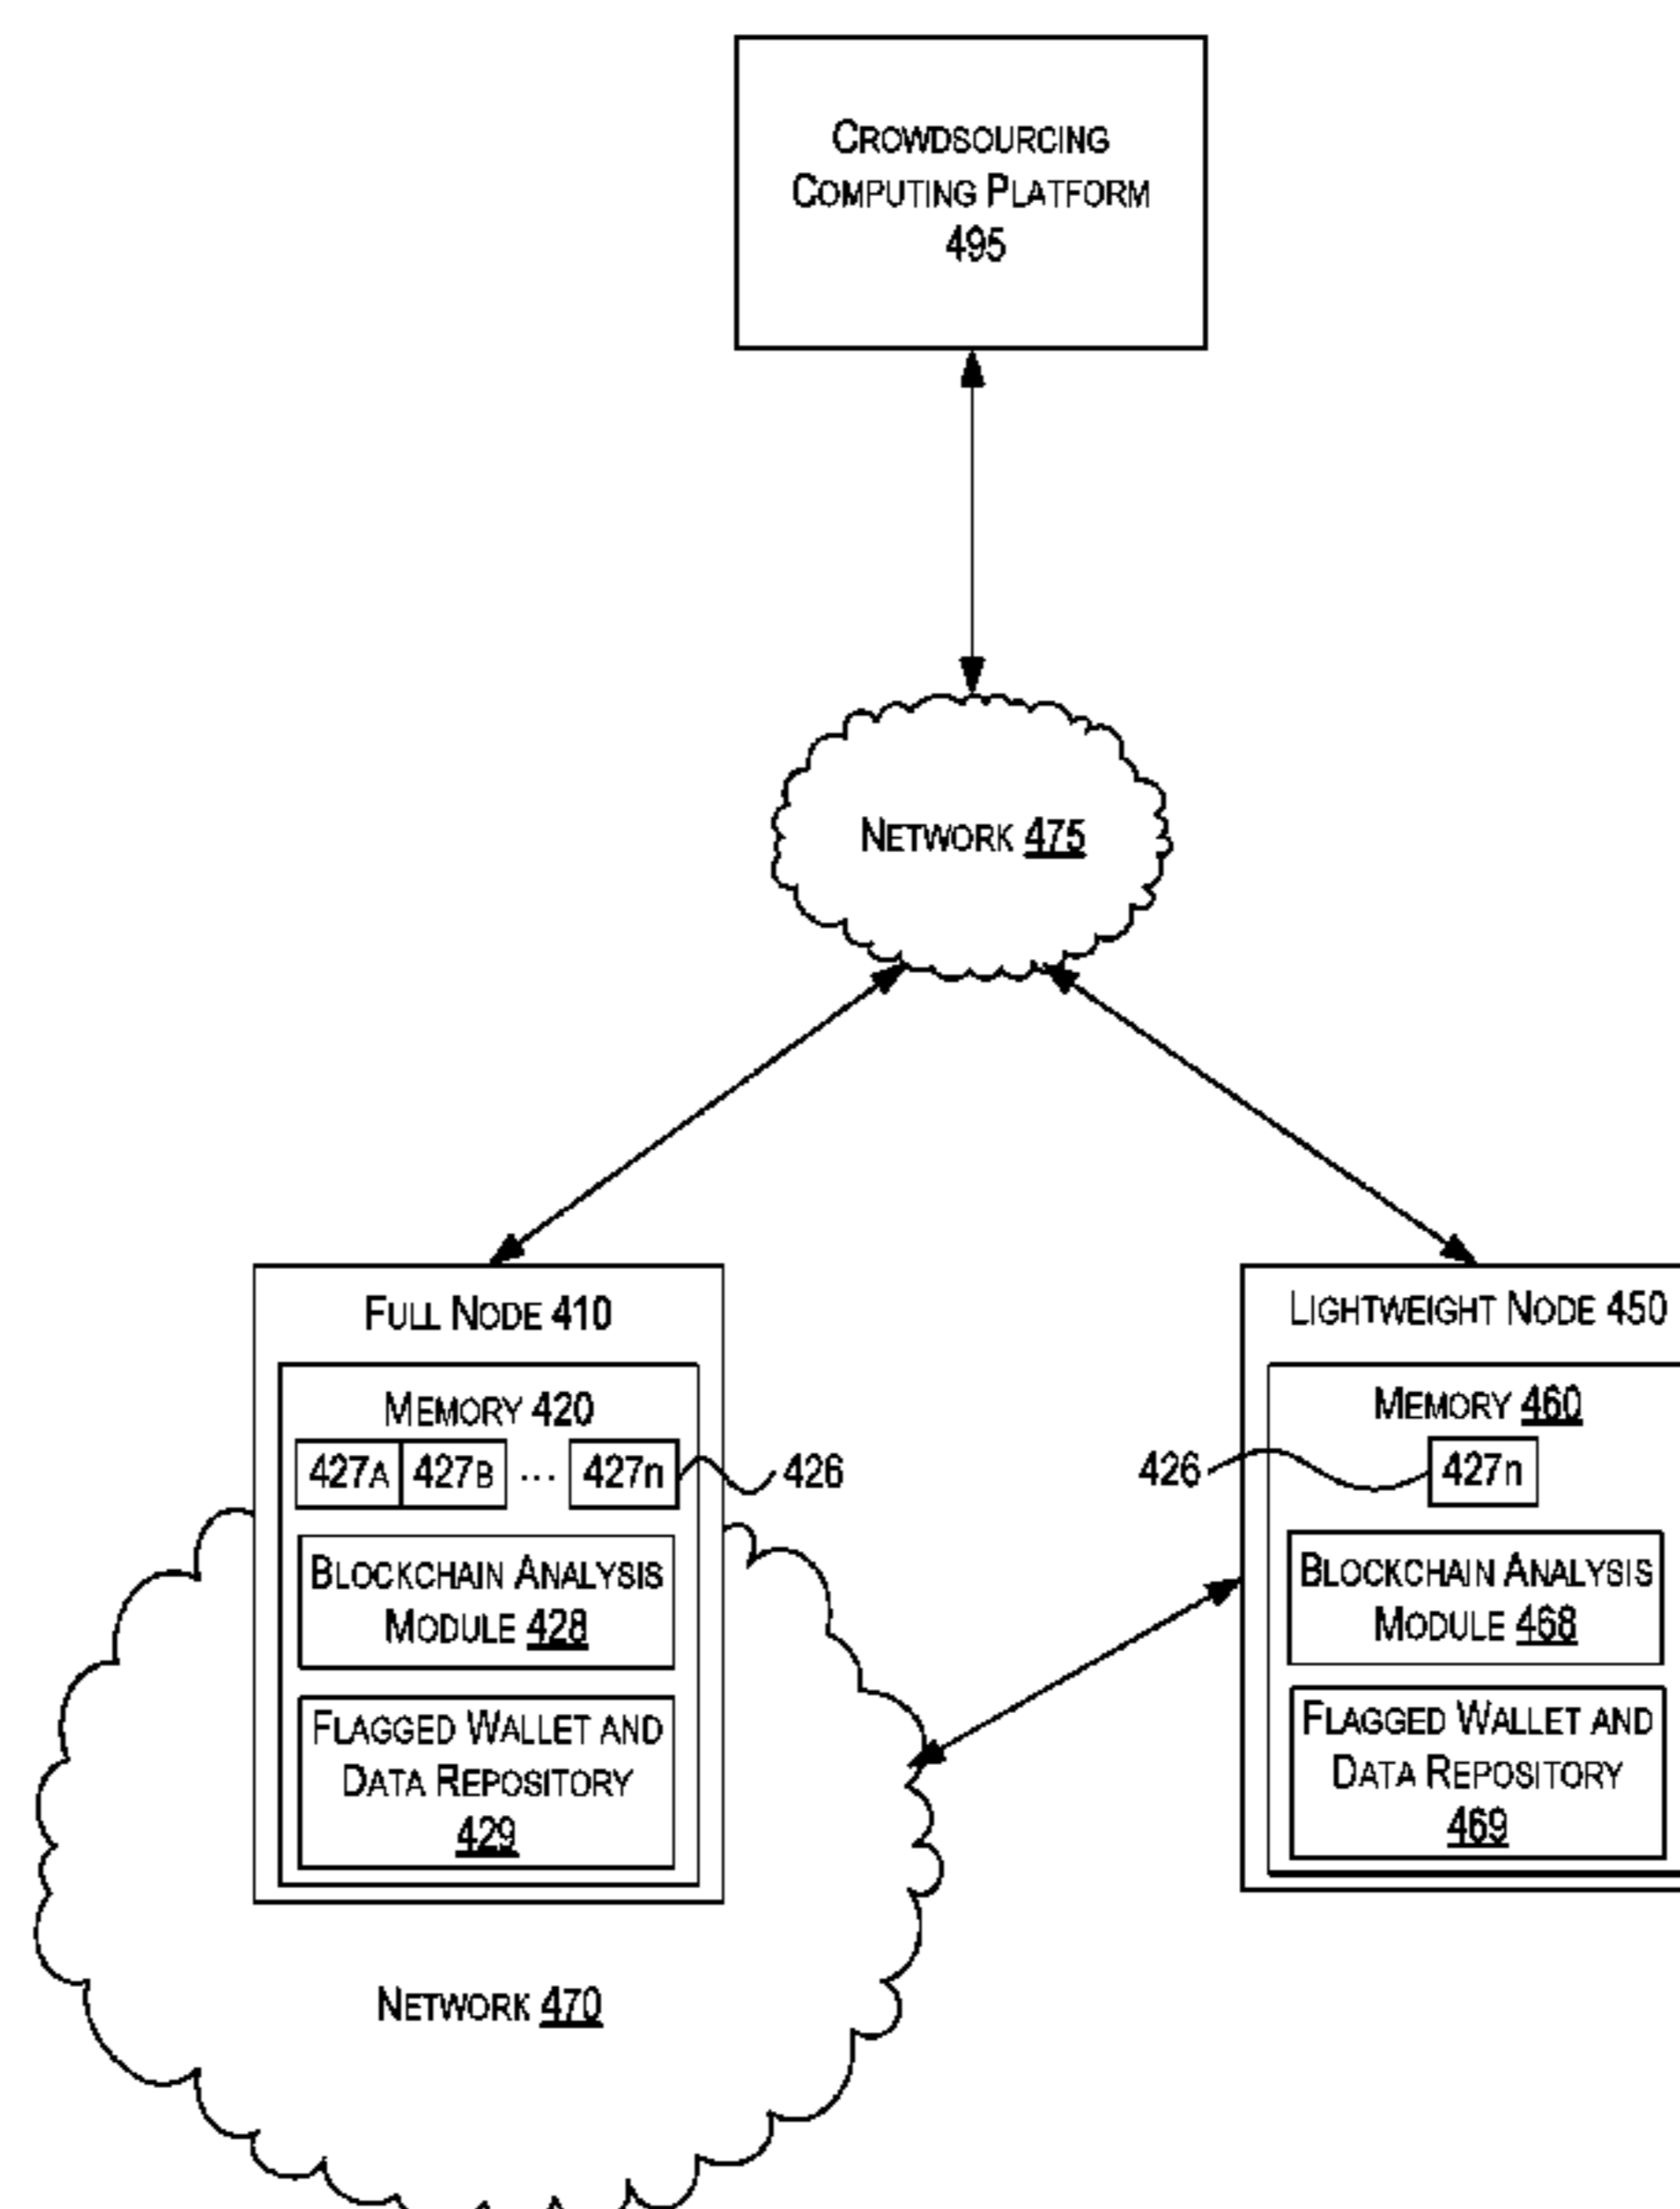 CROWDSOURCING
COMPUTING PLATFORM
495
NETWORK 475
FULL NODE 410
MEMORY 420
427A 427B ... 427n 426
BLOCKCHAIN ANALYSIS
MODULE 428
FLAGGED WALLET AND
DATA REPOSITORY
429
NETWORK 470
LIGHTWEIGHT NODE 450
MEMORY 460
426 427n
BLOCKCHAIN ANALYSIS
MODULE 468
FLAGGED WALLET AND
DATA REPOSITORY
469